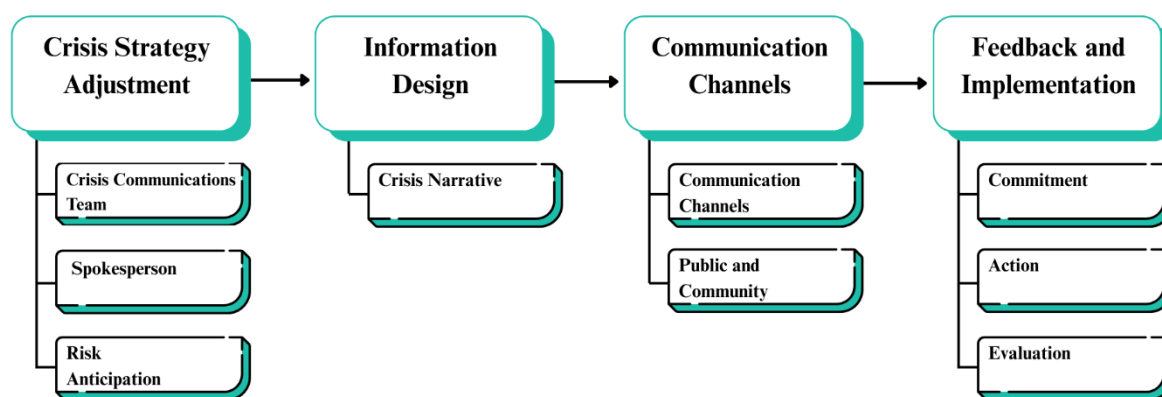 Crisis Strategy
Adjustment
Information
Design
Communication
Channels
Feedback and
Implementation
Crisis Communications
Team
Spokesperson
Risk
Anticipation
Crisis Narrative
Communication
Channels
Public and
Community
Commitment
Action
Evaluation